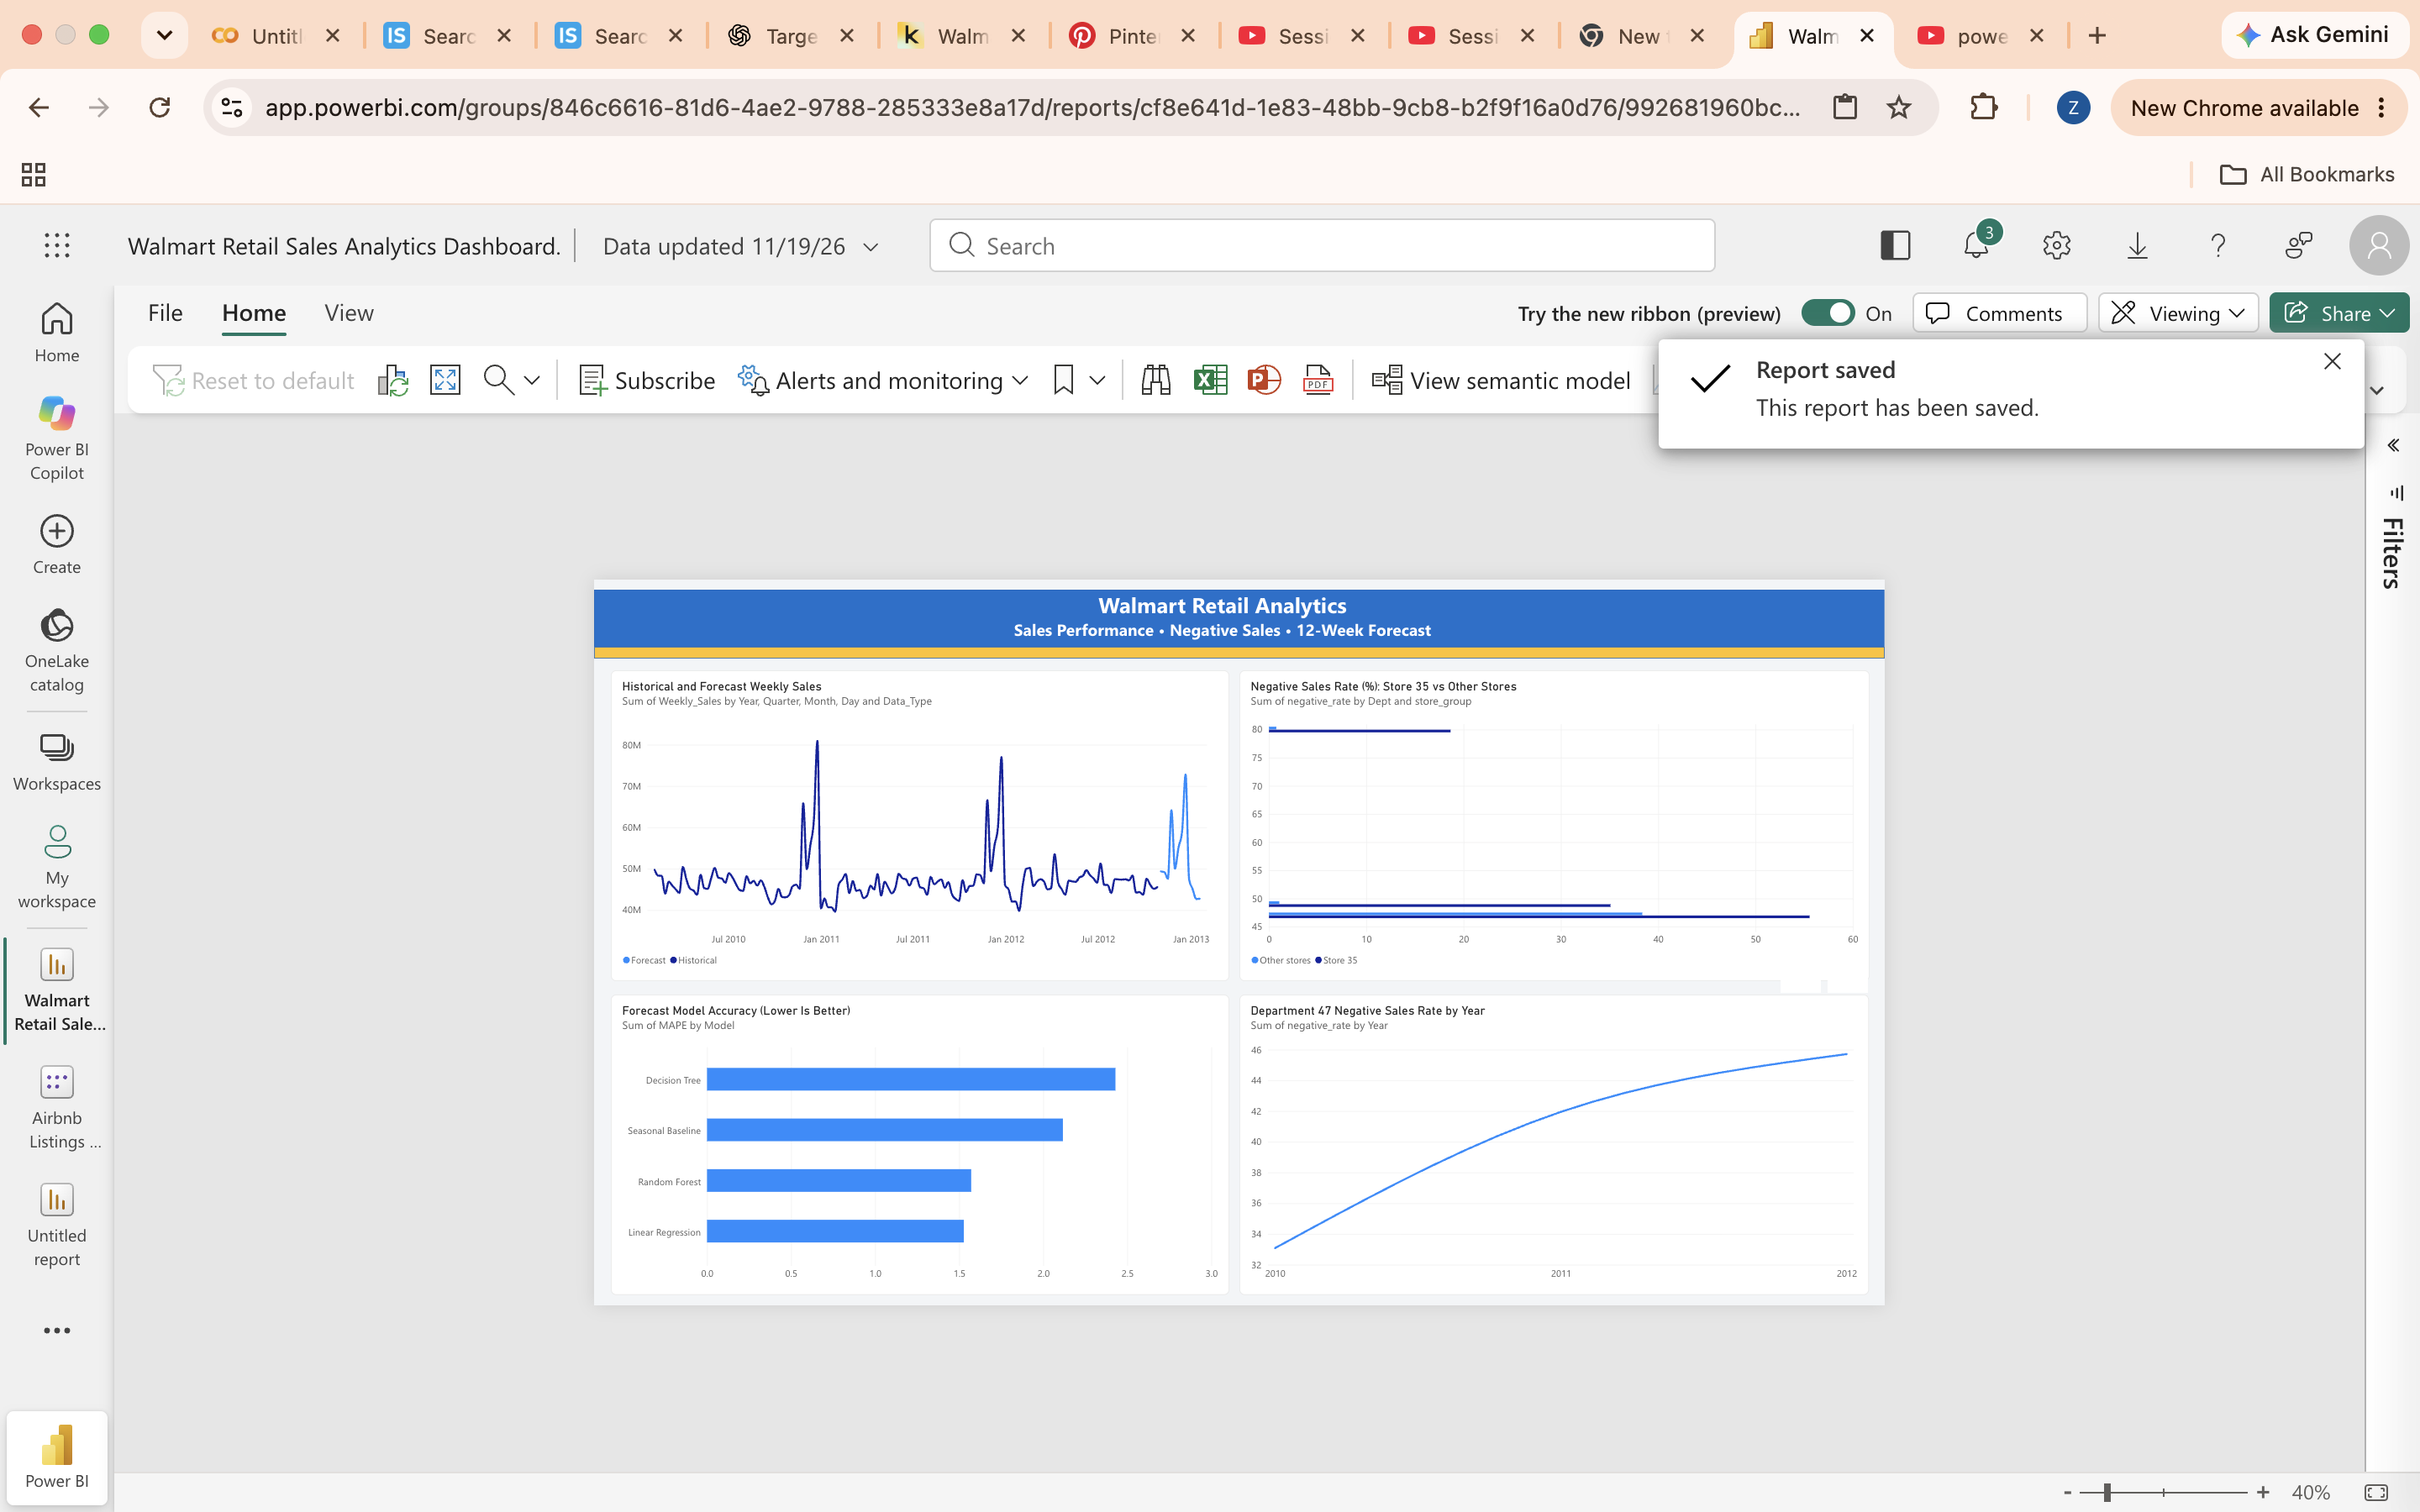 Untitl
Searc
Searc
Targe
Walm
Pinte
Sessi
Sessi
New
Walm
powe
Ask Gemini
app.powerbi.com/groups/846c6616-81d6-4ae2-9788-285333e8a17d/reports/cf8e641d-1e83-48bb-9cb8-b2f9f16a0d76/992681960bc...
Z
New Chrome available
All Bookmarks
Walmart Retail Sales Analytics Dashboard.
Data updated 11/19/26
Search
3
File
Home
View
Try the new ribbon (preview)
On
Comments
Viewing
Share
Reset to default
Subscribe
Alerts and monitoring
PDF
View semantic model
Report saved
This report has been saved.
Filters
Home
Power BI
Copilot
Create
OneLake
catalog
Workspaces
My
workspace
Walmart
Retail Sale...
Airbnb
Listings ...
Untitled
report
Power BI
Walmart Retail Analytics
Sales Performance • Negative Sales • 12-Week Forecast
Historical and Forecast Weekly Sales
Sum of Weekly_Sales by Year, Quarter, Month, Day and Data_Type
80M
70M
60M
50M
40M
Jul 2010
Jan 2011
Jul 2011
Jan 2012
Jul 2012
Jan 2013
Forecast
Historical
Negative Sales Rate (%): Store 35 vs Other Stores
Sum of negative_rate by Dept and store_group
80
75
70
65
60
55
50
45
0
10
20
30
40
50
60
Other stores
Store 35
Forecast Model Accuracy (Lower Is Better)
Sum of MAPE by Model
Decision Tree
Seasonal Baseline
Random Forest
Linear Regression
0.0
0.5
1.0
1.5
2.0
2.5
3.0
Department 47 Negative Sales Rate by Year
Sum of negative_rate by Year
46
44
42
40
38
36
34
32
2010
2011
2012
40%